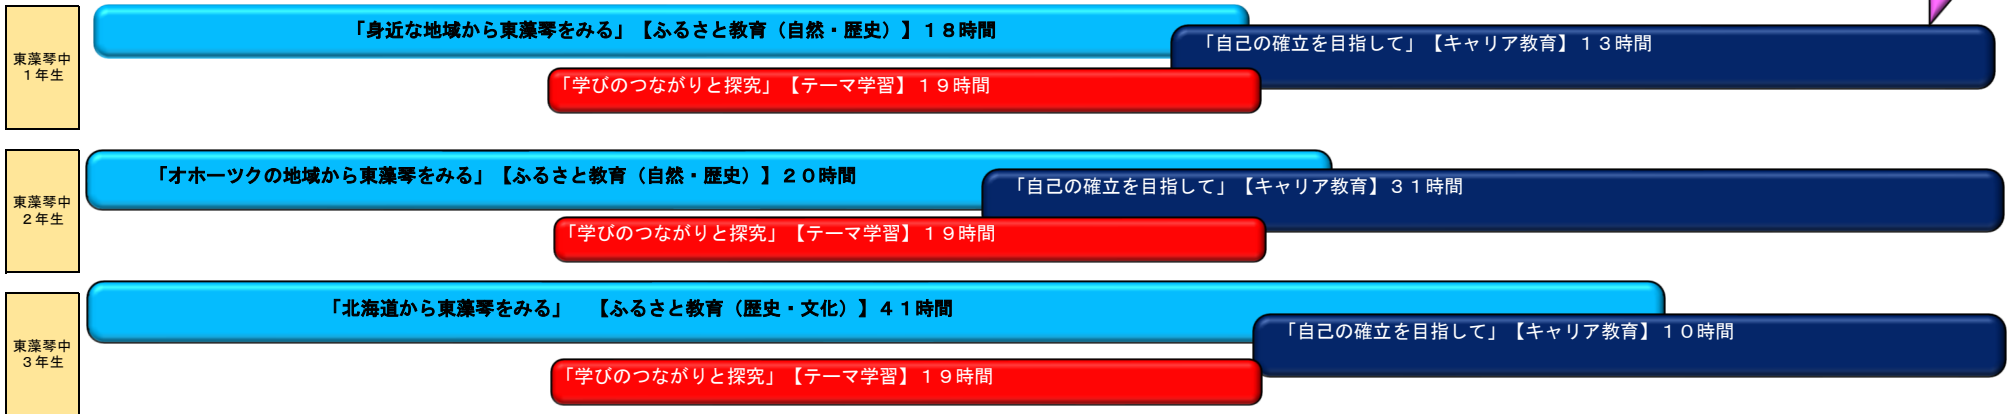 東藻琴中
1年生
「身近な地域から東藻琴をみる」【ふるさと教育（自然・歴史）】１８時間
「自己の確立を目指して」【キャリア教育】１３時間
「学びのつながりと探究」【テーマ学習】１９時間
東藻琴中
２年生
「オホーツクの地域から東藻琴をみる」【ふるさと教育（自然・歴史）】２０時間
「自己の確立を目指して」【キャリア教育】３１時間
「学びのつながりと探究」【テーマ学習】１９時間
東藻琴中
３年生
「北海道から東藻琴をみる」　【ふるさと教育（歴史・文化）】４１時間
「自己の確立を目指して」【キャリア教育】１０時間
「学びのつながりと探究」【テーマ学習】１９時間